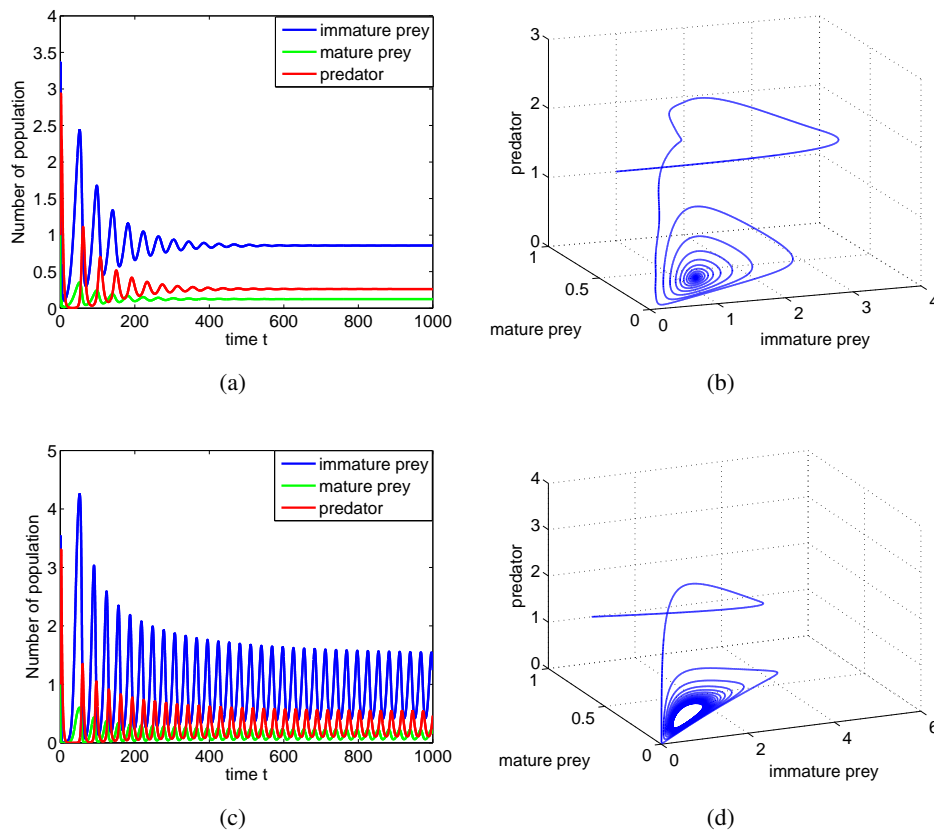 4
3.5
3
2.5
2
1.5
1
0.5
0
0 200 400 600 800 1000
Number of population
time t
immature prey
mature prey
predator
(a)
3
2
1
0
predator
1
0.5
0
mature prey
0 1 2 3 4
immature prey
(b)
5
4
3
2
1
0
0 200 400 600 800 1000
Number of population
time t
immature prey
mature prey
predator
(c)
4
3
2
1
0
predator
1
0.5
0
mature prey
0 2 4 6
immature prey
(d)